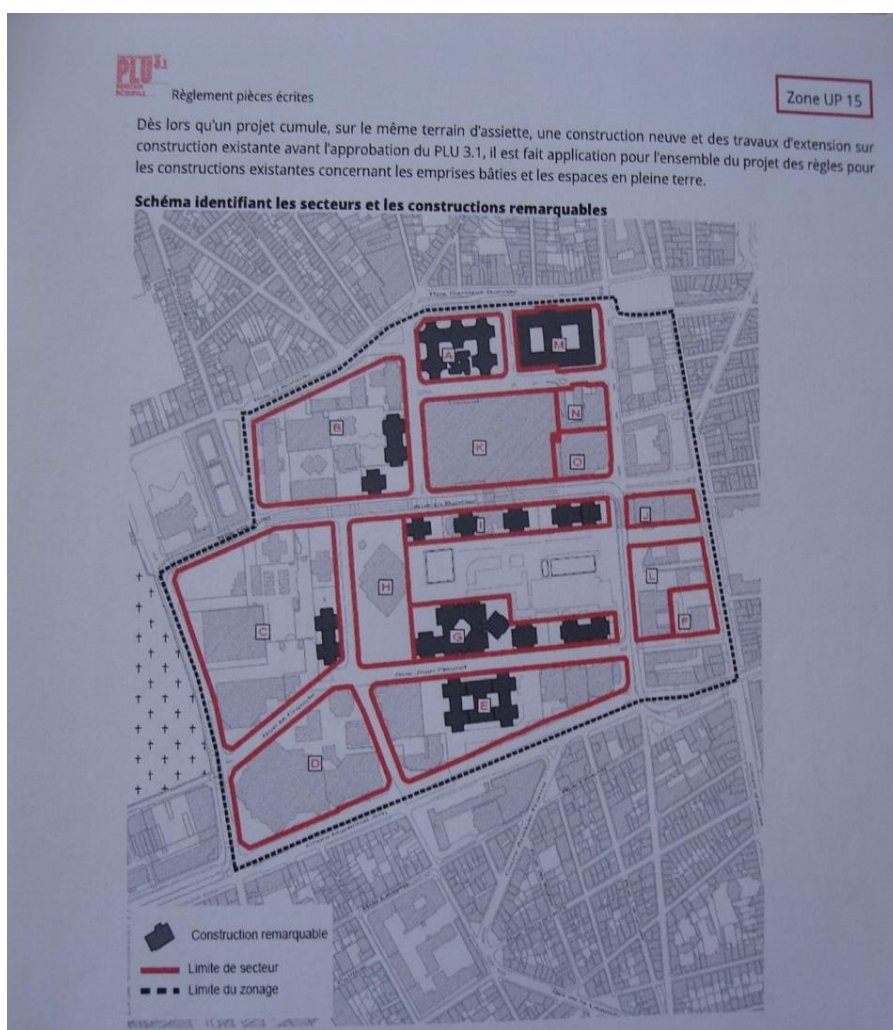 PLU 3.1
BORDEAUX
MÉTROPOLE
Règlement pièces écrites
Zone UP 15
Dès lors qu'un projet cumule, sur le même terrain d'assiette, une construction neuve et des travaux d'extension sur
construction existante avant l'approbation du PLU 3.1, il est fait application pour l'ensemble du projet des règles pour
les constructions existantes concernant les emprises bâties et les espaces en pleine terre.
Schéma identifiant les secteurs et les constructions remarquables
A
M
B
N
K
O
I
J
H
L
C
G
P
E
D
Construction remarquable
Limite de secteur
Limite du zonage